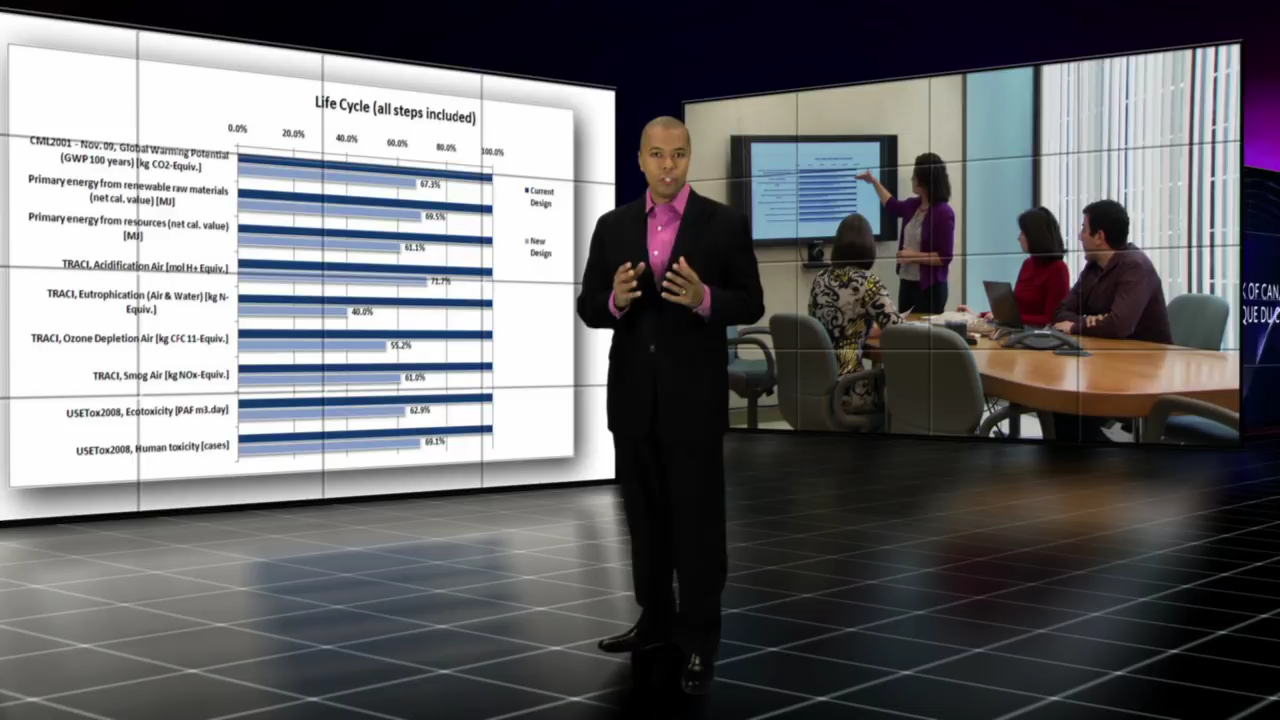 Life Cycle (all steps included)
0.0% 20.0% 40.0% 60.0% 80.0% 100.0%
CML2001 - Nov. 09, Global Warming Potential
(GWP 100 years) [kg CO2-Equiv.]
67.3%
Primary energy from renewable raw materials
(net cal. value) [MJ]
69.5%
Primary energy from resources (net cal. value)
[MJ]
61.1%
TRACI, Acidification Air [mol H+ Equiv.]
71.7%
TRACI, Eutrophication (Air & Water) [kg N-
Equiv.]
40.0%
TRACI, Ozone Depletion Air [kg CFC 11-Equiv.]
55.2%
TRACI, Smog Air [kg NOx-Equiv.]
61.0%
USETox2008, Ecotoxicity [PAF m3.day]
62.9%
USETox2008, Human toxicity [cases]
69.1%
Current
Design
New
Design
OF CAN
QUE DU C